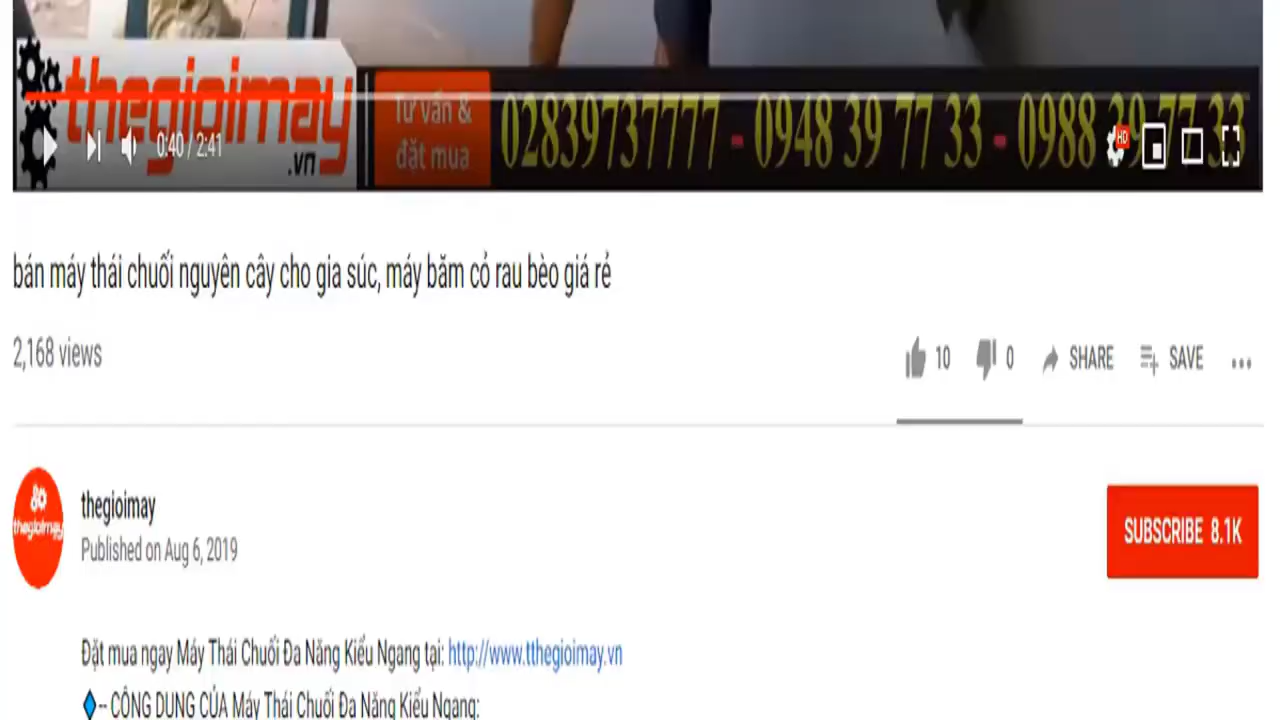 thegioimay
.vn
Tư vấn &
đặt mua
02839737777 - 0948 39 77 33 - 0988 39 77 33
HD
0:40 / 2:41
bán máy thái chuối nguyên cây cho gia súc, máy băm cỏ rau bèo giá rẻ
2,168 views
10 0 SHARE SAVE
thegioimay
thegioimay
Published on Aug 6, 2019
SUBSCRIBE 8.1K
Đặt mua ngay Máy Thái Chuối Đa Năng Kiểu Ngang tại: http://www.tthegioimay.vn
-- CÔNG DỤNG CỦA Máy Thái Chuối Đa Năng Kiểu Ngang: